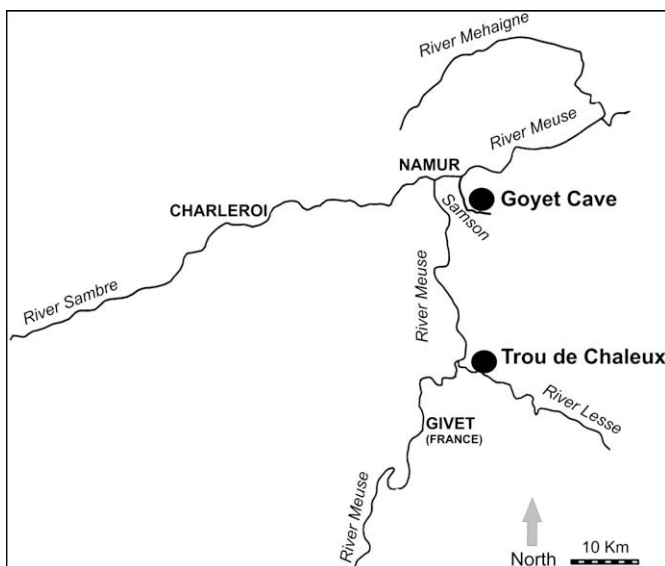 River Mehaigne
River Meuse
NAMUR
Goyet Cave
CHARLEROI
Samson
River Sambre
River Meuse
Trou de Chaleux
River Lesse
GIVET
(FRANCE)
River Meuse
North
10 Km